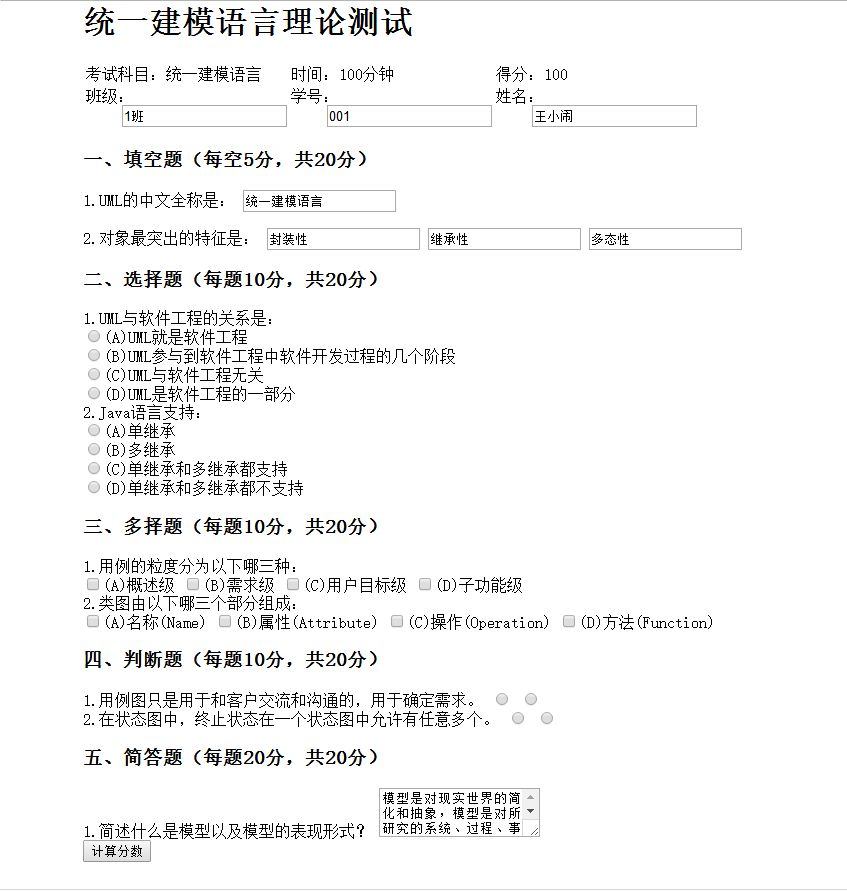 统一建模语言理论测试
考试科目：统一建模语言 时间：100分钟 得分：100
班级： 学号： 姓名：
1班 001 王小闹
一、填空题（每空5分，共20分）
1.UML的中文全称是： 统一建模语言
2.对象最突出的特征是： 封装性 继承性 多态性
二、选择题（每题10分，共20分）
1.UML与软件工程的关系是：
(A)UML就是软件工程
(B)UML参与到软件工程中软件开发过程的几个阶段
(C)UML与软件工程无关
(D)UML是软件工程的一部分
2.Java语言支持：
(A)单继承
(B)多继承
(C)单继承和多继承都支持
(D)单继承和多继承都不支持
三、多择题（每题10分，共20分）
1.用例的粒度分为以下哪三种：
(A)概述级 (B)需求级 (C)用户目标级 (D)子功能级
2.类图由以下哪三个部分组成：
(A)名称(Name) (B)属性(Attribute) (C)操作(Operation) (D)方法(Function)
四、判断题（每题10分，共20分）
1.用例图只是用于和客户交流和沟通的，用于确定需求。
2.在状态图中，终止状态在一个状态图中允许有任意多个。
五、简答题（每题20分，共20分）
模型是对现实世界的简
化和抽象，模型是对所
研究的系统、过程、事
1.简述什么是模型以及模型的表现形式？
计算分数